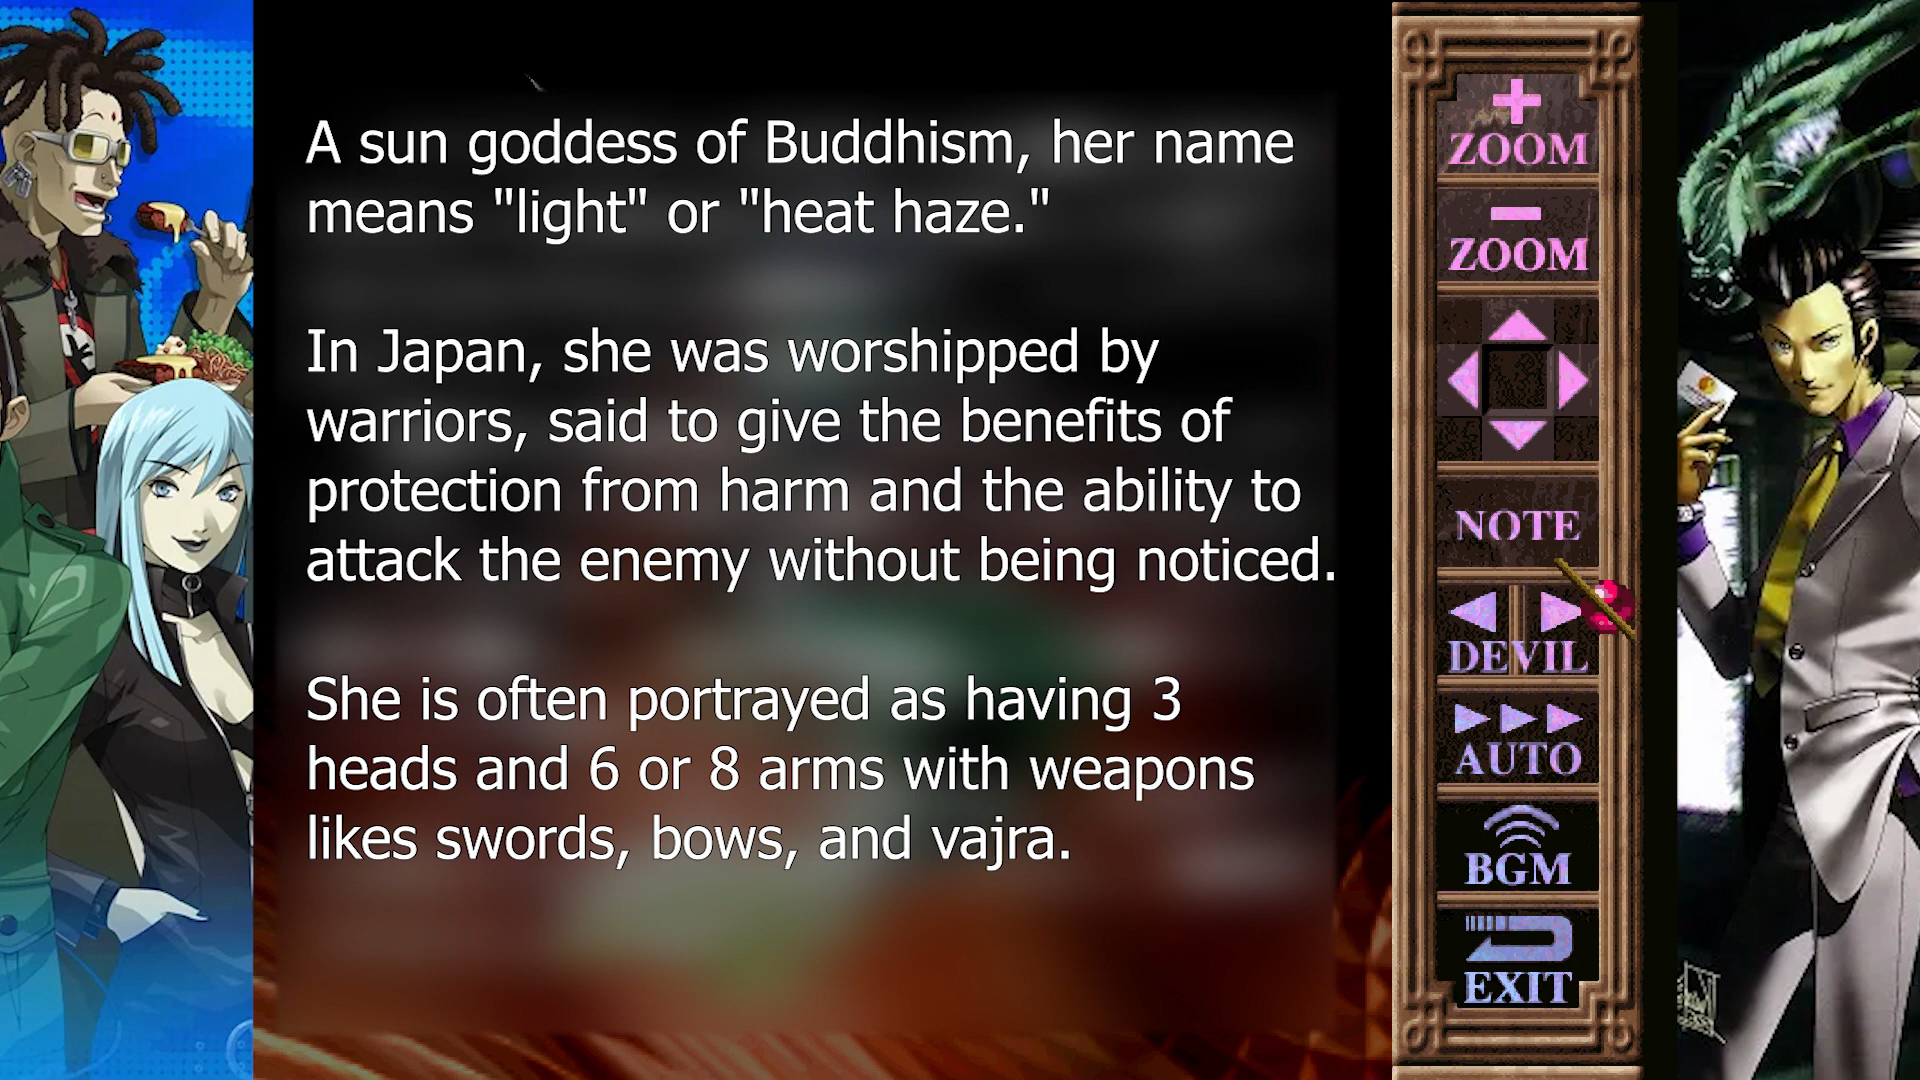 A sun goddess of Buddhism, her name
means "light" or "heat haze."
In Japan, she was worshipped by
warriors, said to give the benefits of
protection from harm and the ability to
attack the enemy without being noticed.
She is often portrayed as having 3
heads and 6 or 8 arms with weapons
likes swords, bows, and vajra.
ZOOM
ZOOM
NOTE
DEVIL
AUTO
BGM
EXIT